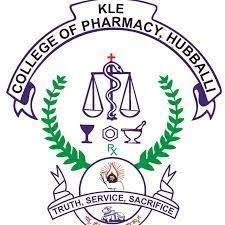 KLE
COLLEGE OF PHARMACY, HUBBALLI
Rx
TRUTH, SERVICE, SACRIFICE